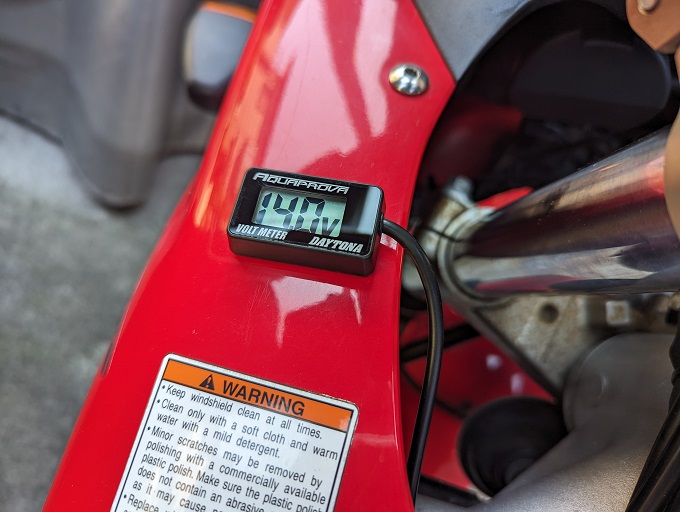 AQUAPROVA
14.0V
VOLT METER DAYTONA
⚠ WARNING
•Keep windshield clean at all times.
•Clean only with a soft cloth and warm
water with a mild detergent.
•Minor scratches may be removed by
polishing with a commercially available
plastic polish. Make sure the plastic polish
does not contain an abrasive
as it may cause
•Replace